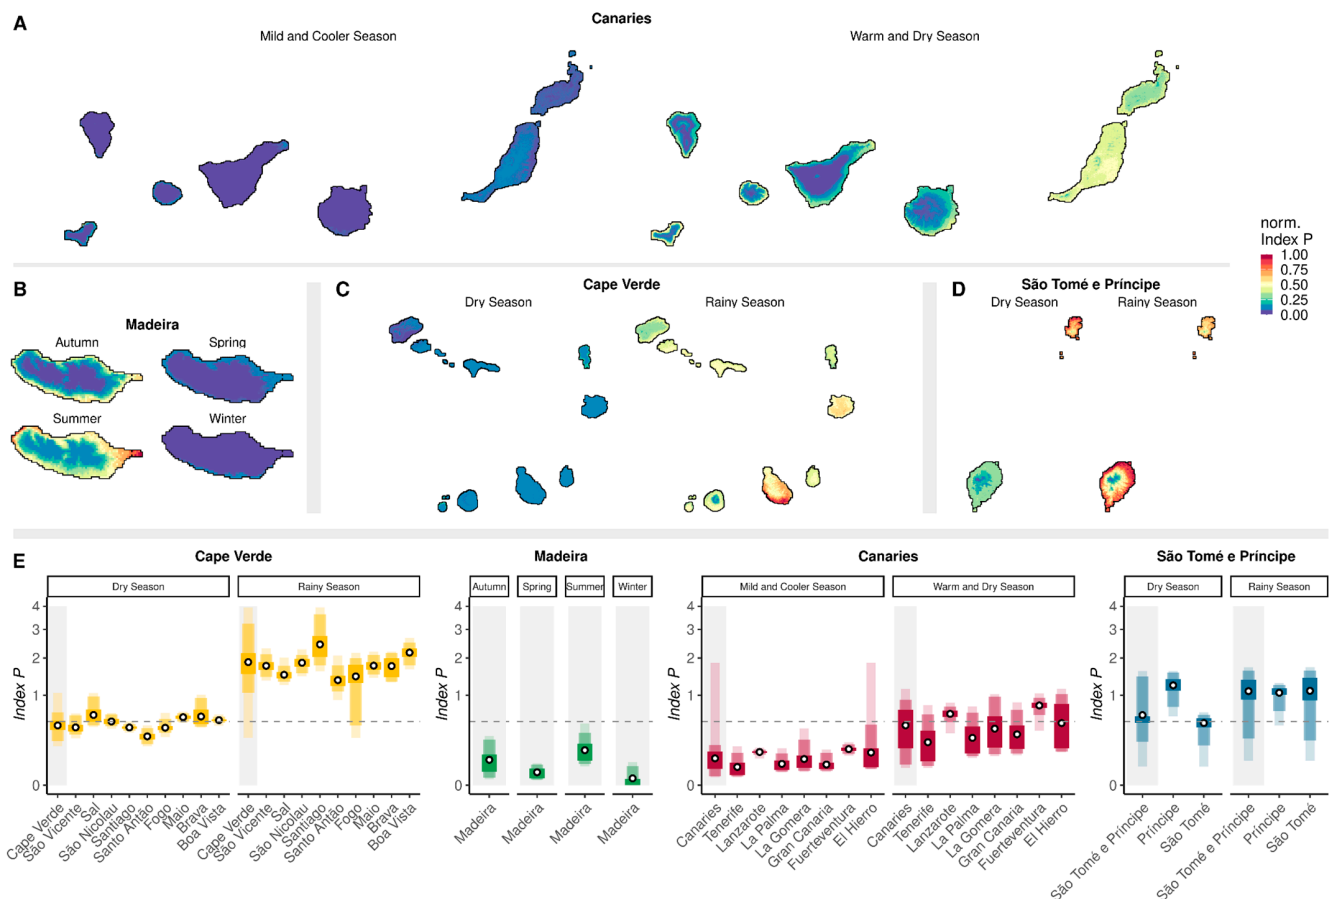 A
Canaries
Mild and Cooler Season
Warm and Dry Season
norm.
Index P
1.00
0.75
0.50
0.25
0.00
B
Madeira
Autumn
Spring
Summer
Winter
C
Cape Verde
Dry Season
Rainy Season
D
São Tomé e Príncipe
Dry Season
Rainy Season
E
Cape Verde
Dry Season
Rainy Season
Index P
4
3
2
1
0
Cape Verde
São Vicente
Sal
São Nicolau
Santiago
Santo Antão
Fogo
Maio
Brava
Boa Vista
Cape Verde
São Vicente
Sal
São Nicolau
Santiago
Santo Antão
Fogo
Maio
Brava
Boa Vista
Madeira
Autumn
Spring
Summer
Winter
Index P
4
3
2
1
0
Madeira
Madeira
Madeira
Madeira
Canaries
Mild and Cooler Season
Warm and Dry Season
Index P
4
3
2
1
0
Canaries
Tenerife
Lanzarote
La Palma
La Gomera
Gran Canaria
Fuerteventura
El Hierro
Canaries
Tenerife
Lanzarote
La Palma
La Gomera
Gran Canaria
Fuerteventura
El Hierro
São Tomé e Príncipe
Dry Season
Rainy Season
Index P
4
3
2
1
0
São Tomé e Príncipe
Príncipe
São Tomé
São Tomé e Príncipe
Príncipe
São Tomé